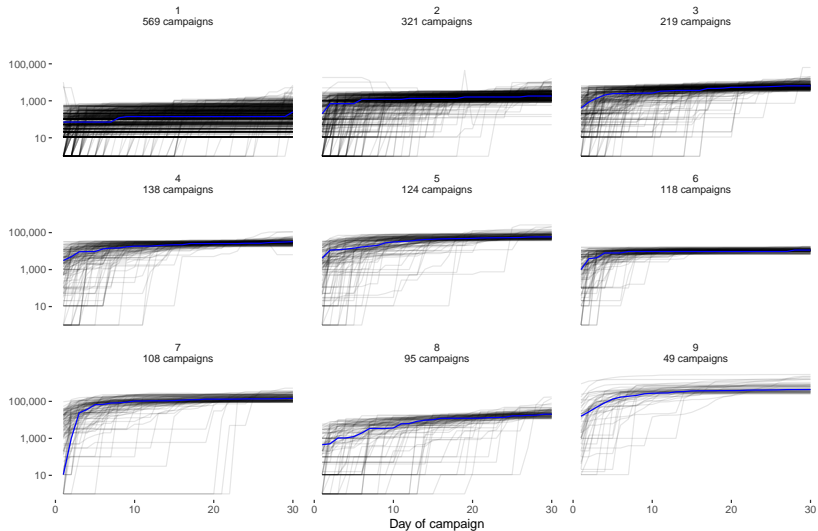 1
569 campaigns
2
321 campaigns
3
219 campaigns
100,000
1,000
10
4
138 campaigns
5
124 campaigns
6
118 campaigns
100,000
1,000
10
7
108 campaigns
8
95 campaigns
9
49 campaigns
100,000
1,000
10
0 10 20 30 0 10 20 30 0 10 20 30
Day of campaign